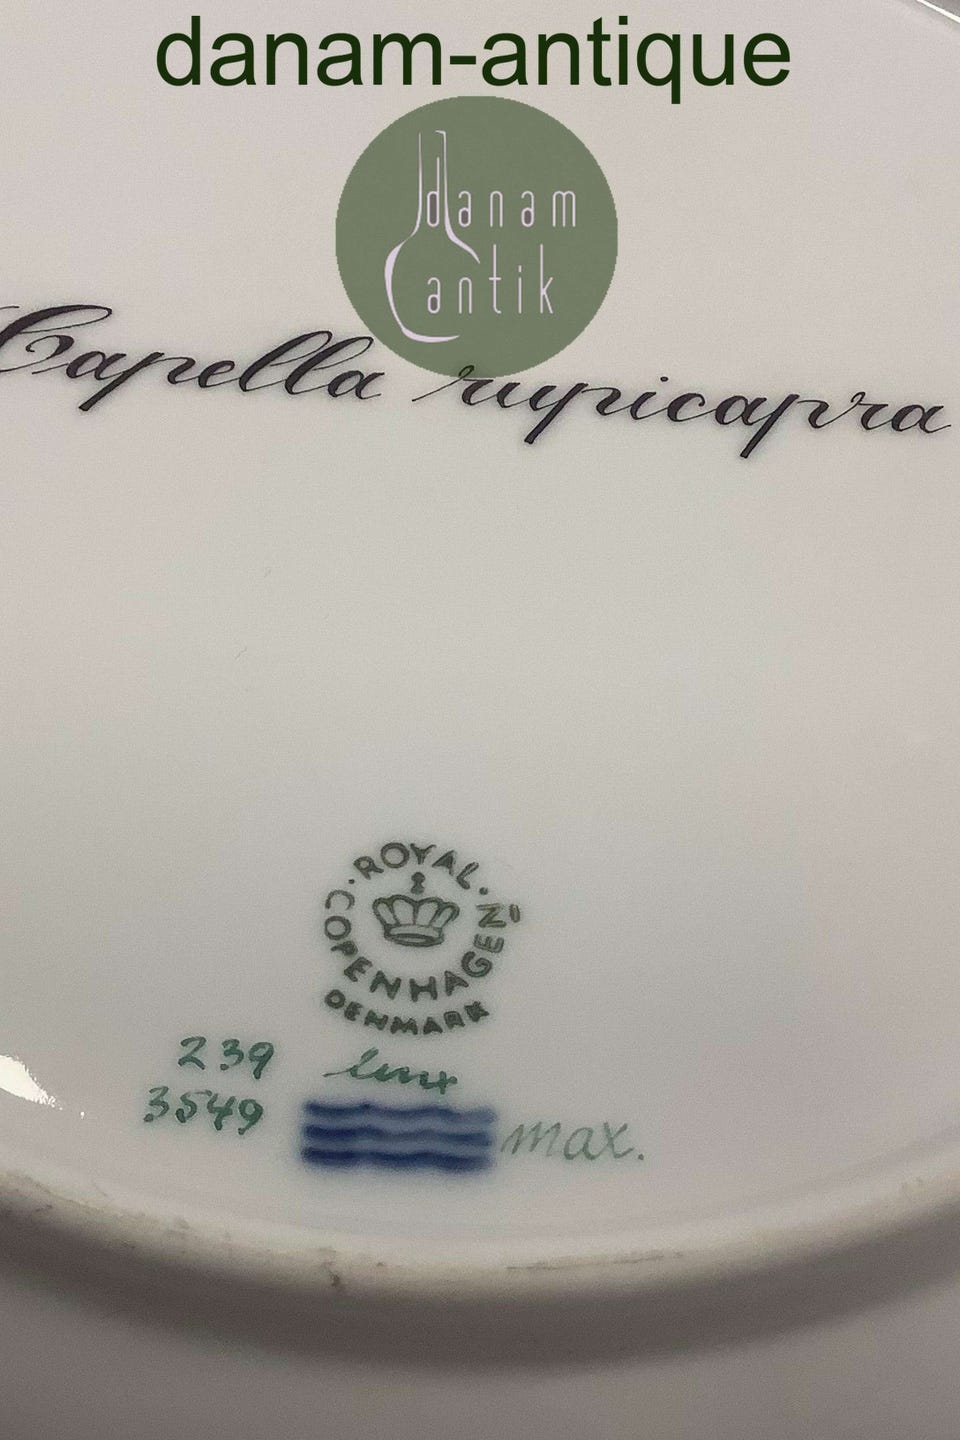 danam-antique
danam
antik
Capella rupicapra
ROYAL
COPENHAGEN
DENMARK
239
3549
max.